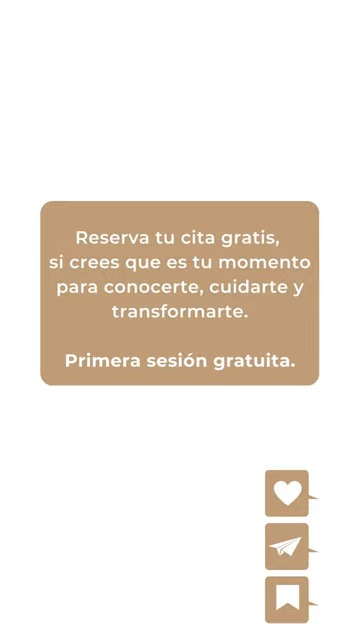 Reserva tu cita gratis,
si crees que es tu momento
para conocerte, cuidarte y
transformarte.
Primera sesión gratuita.